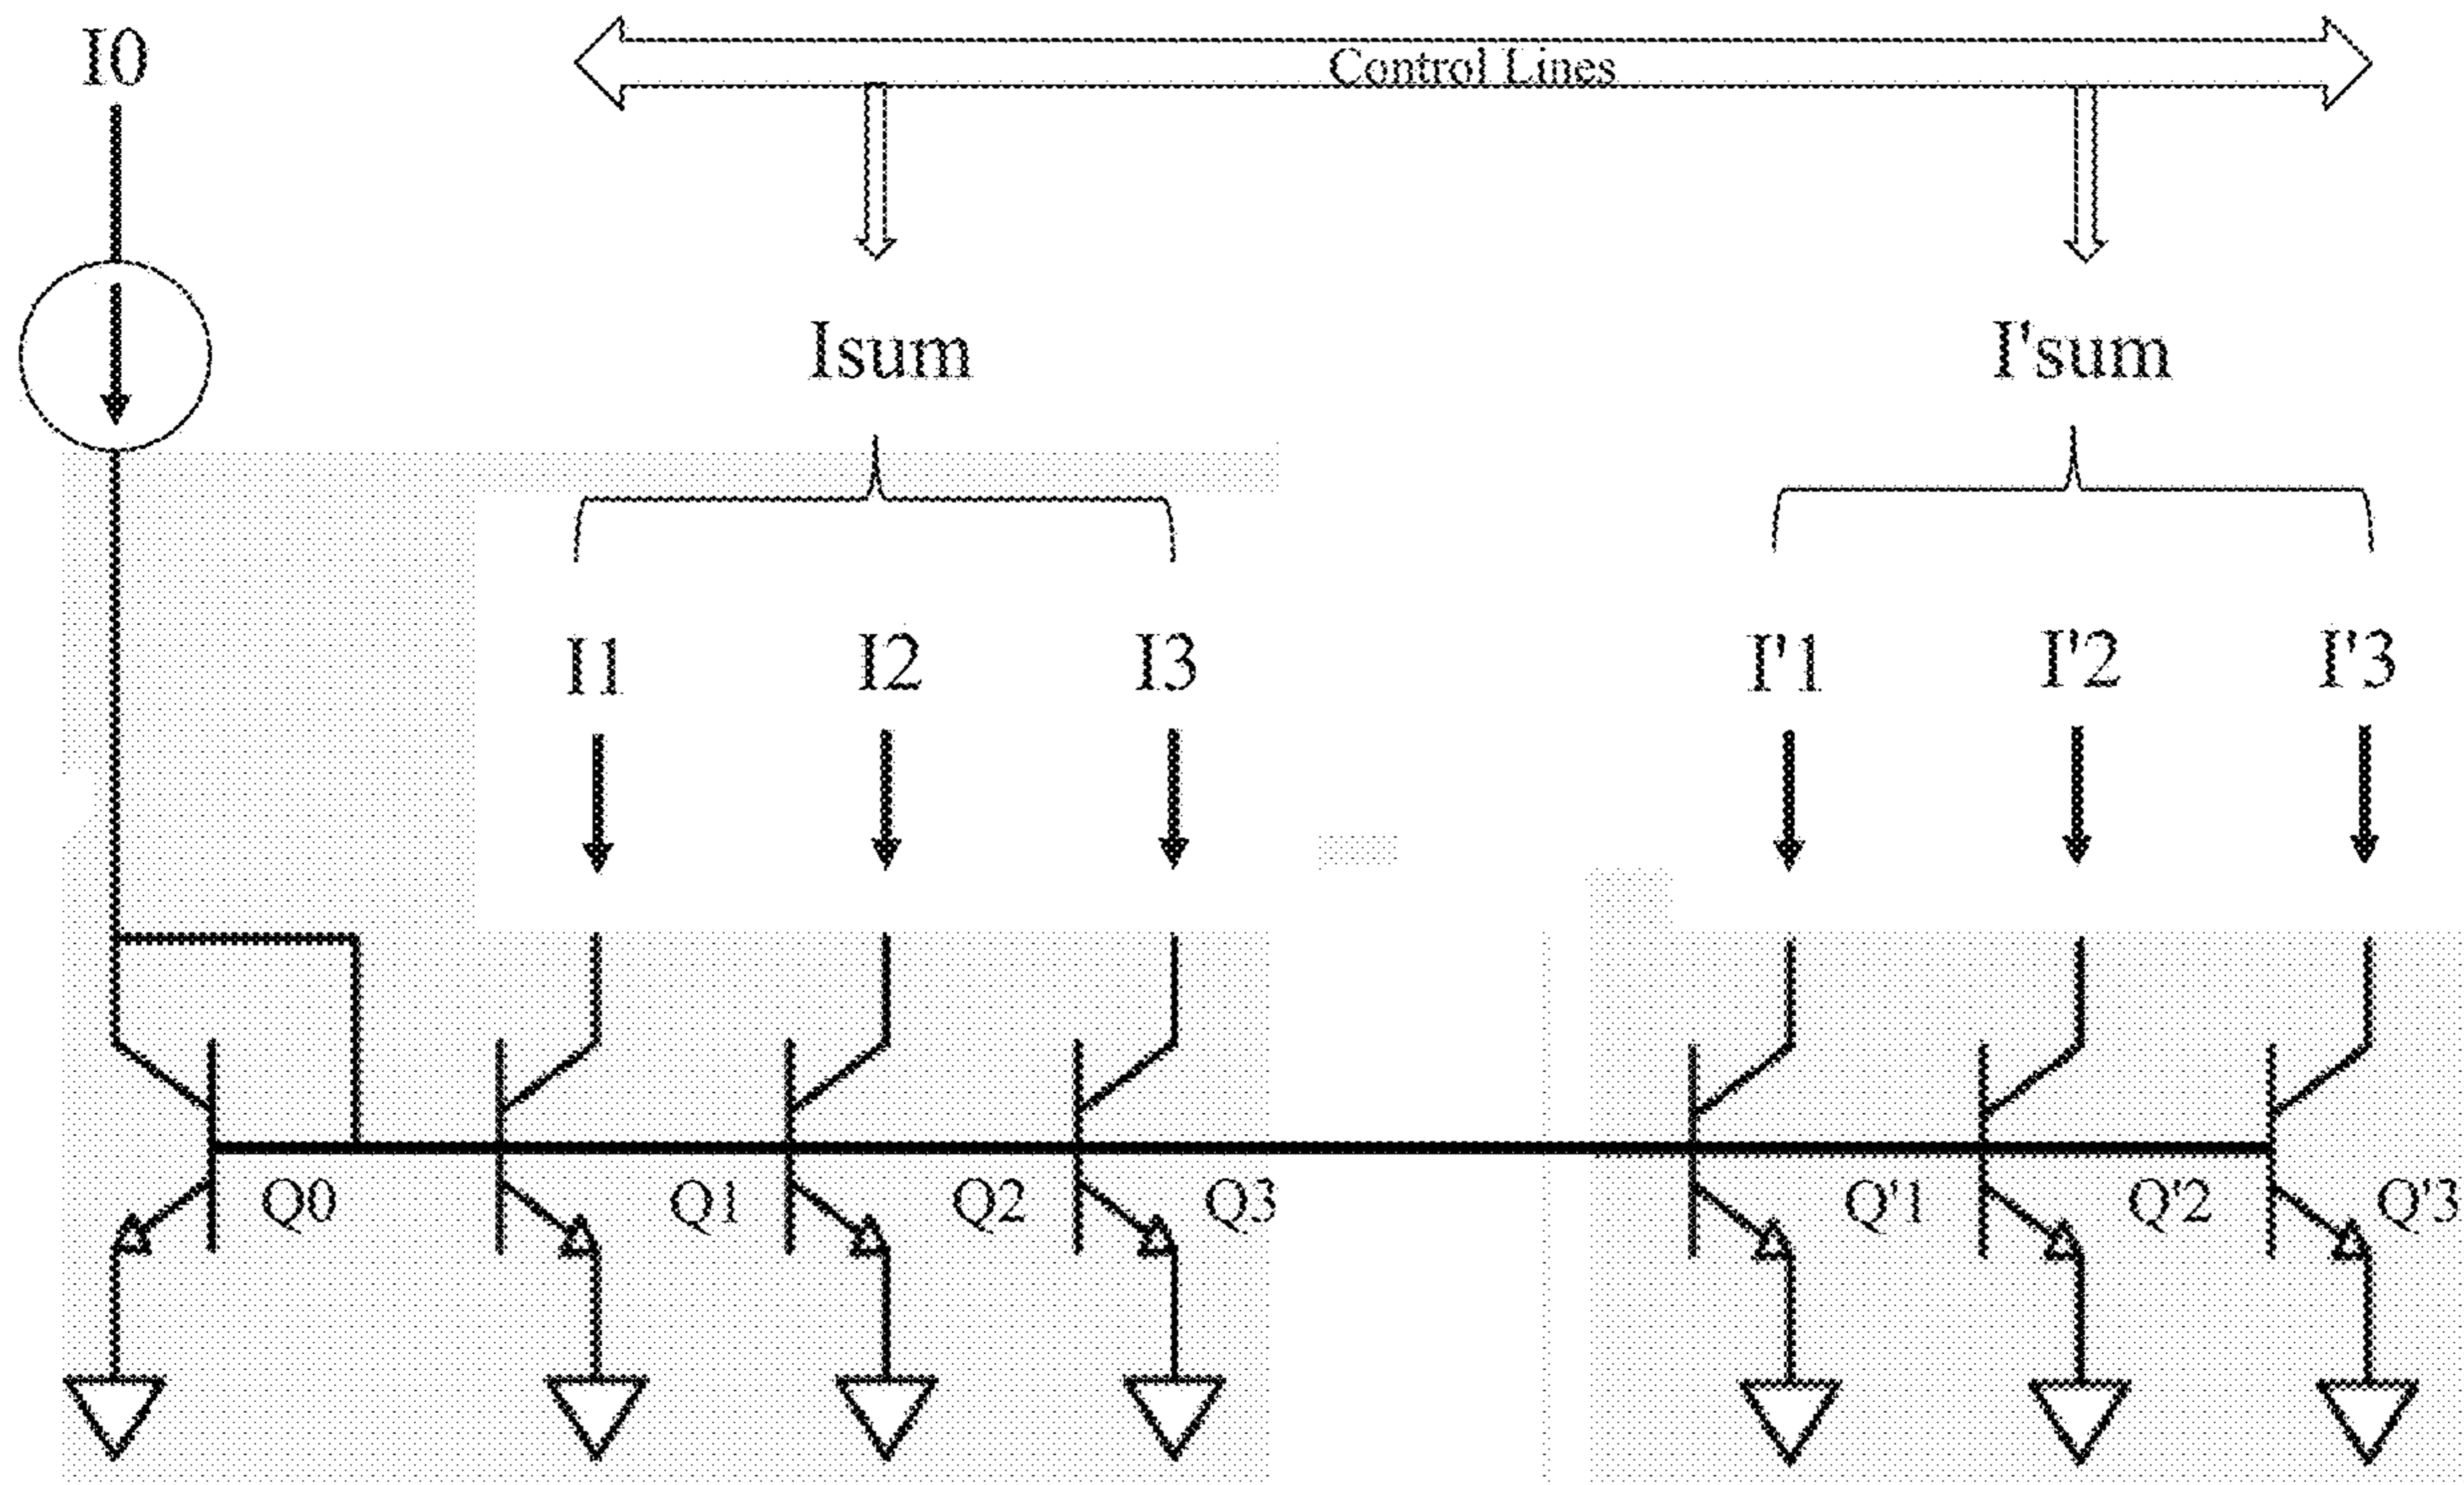 I0
Control Lines
Isum I'sum
I1 I2 I3 I'1 I'2 I'3
Q0 Q1 Q2 Q3 Q'1 Q'2 Q'3